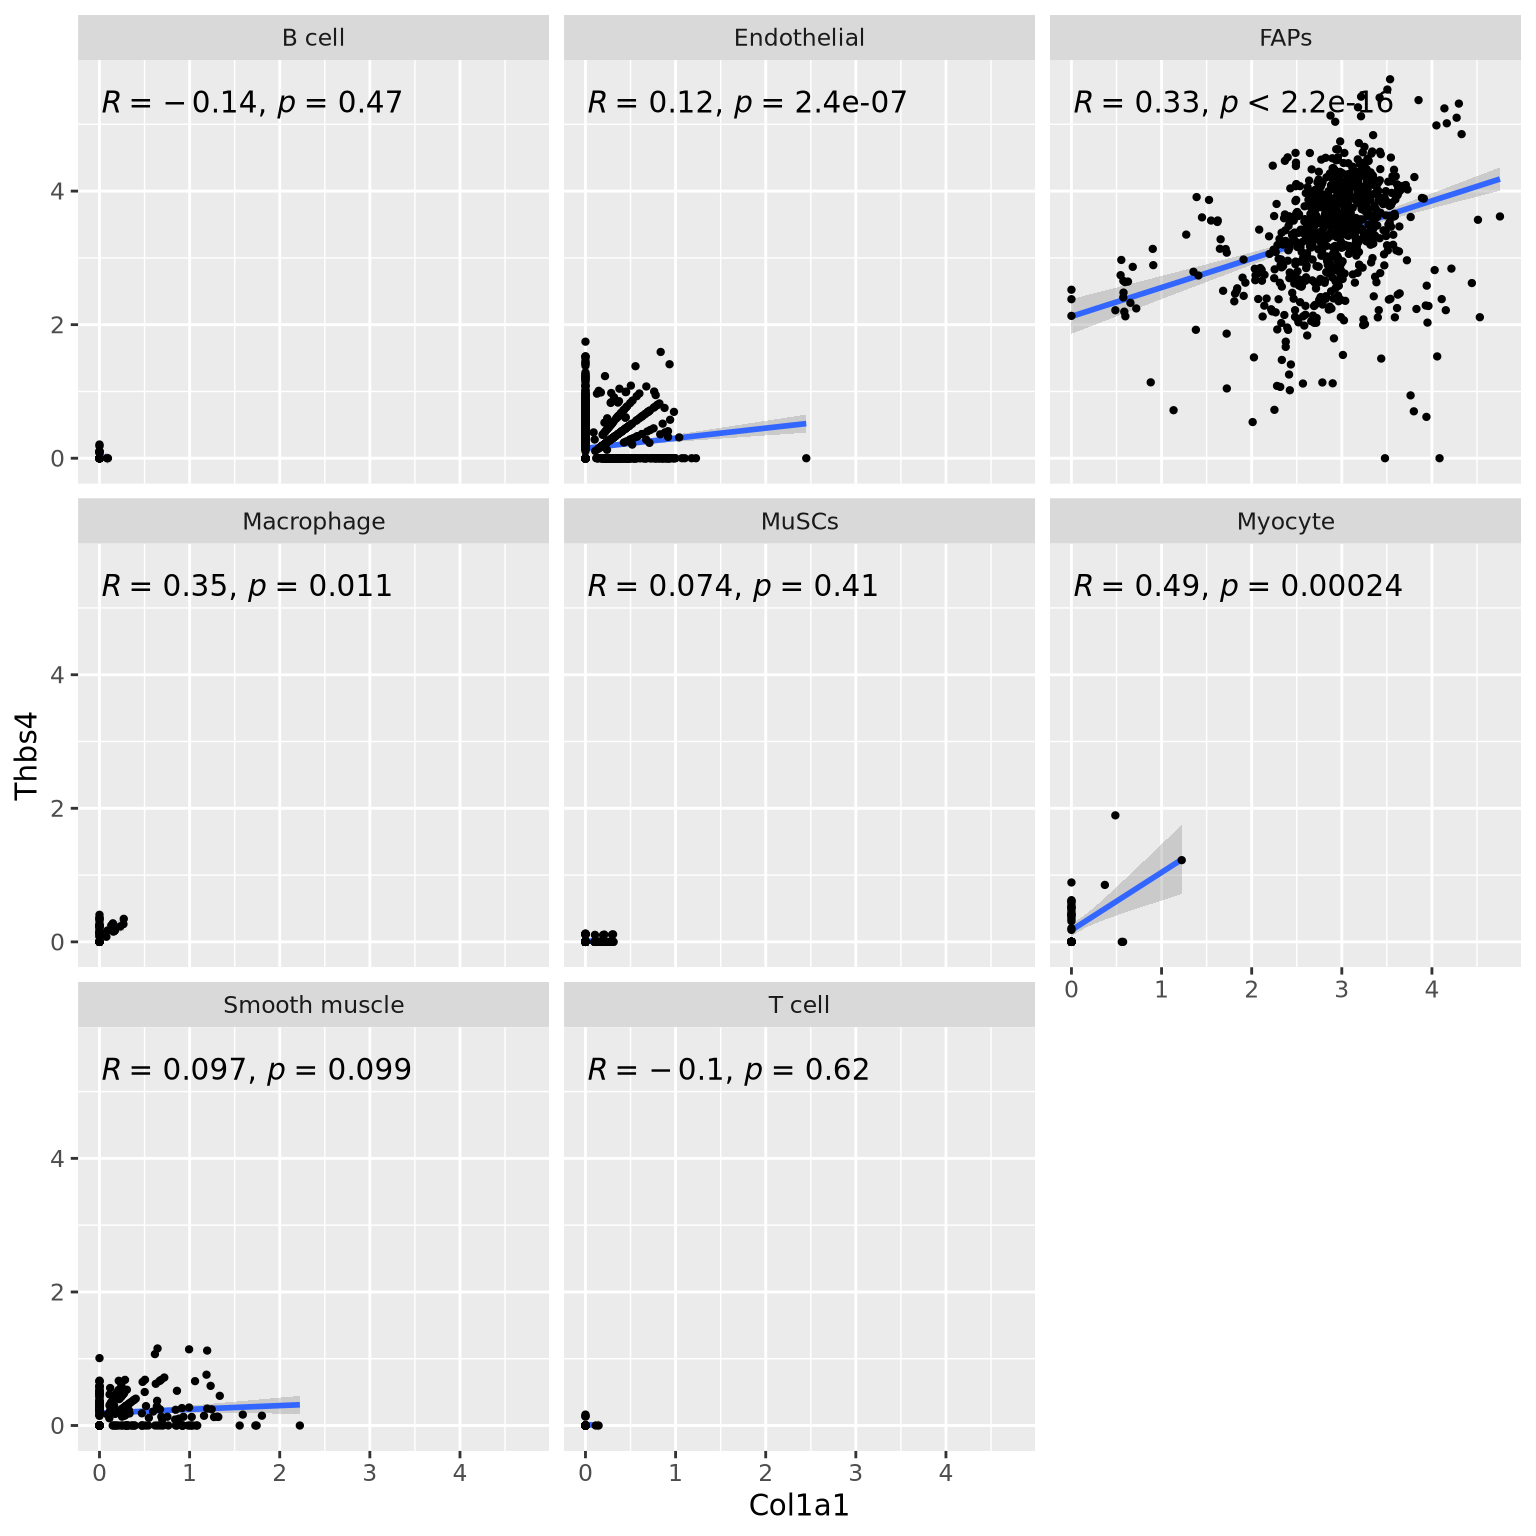 B cell
Endothelial
FAPs
R = −0.14, p = 0.47
R = 0.12, p = 2.4e-07
R = 0.33, p < 2.2e-16
4
2
0
Macrophage
MuSCs
Myocyte
R = 0.35, p = 0.011
R = 0.074, p = 0.41
R = 0.49, p = 0.00024
4
2
0
Thbs4
0 1 2 3 4
Smooth muscle
T cell
R = 0.097, p = 0.099
R = −0.1, p = 0.62
4
2
0
0 1 2 3 4
0 1 2 3 4
Col1a1